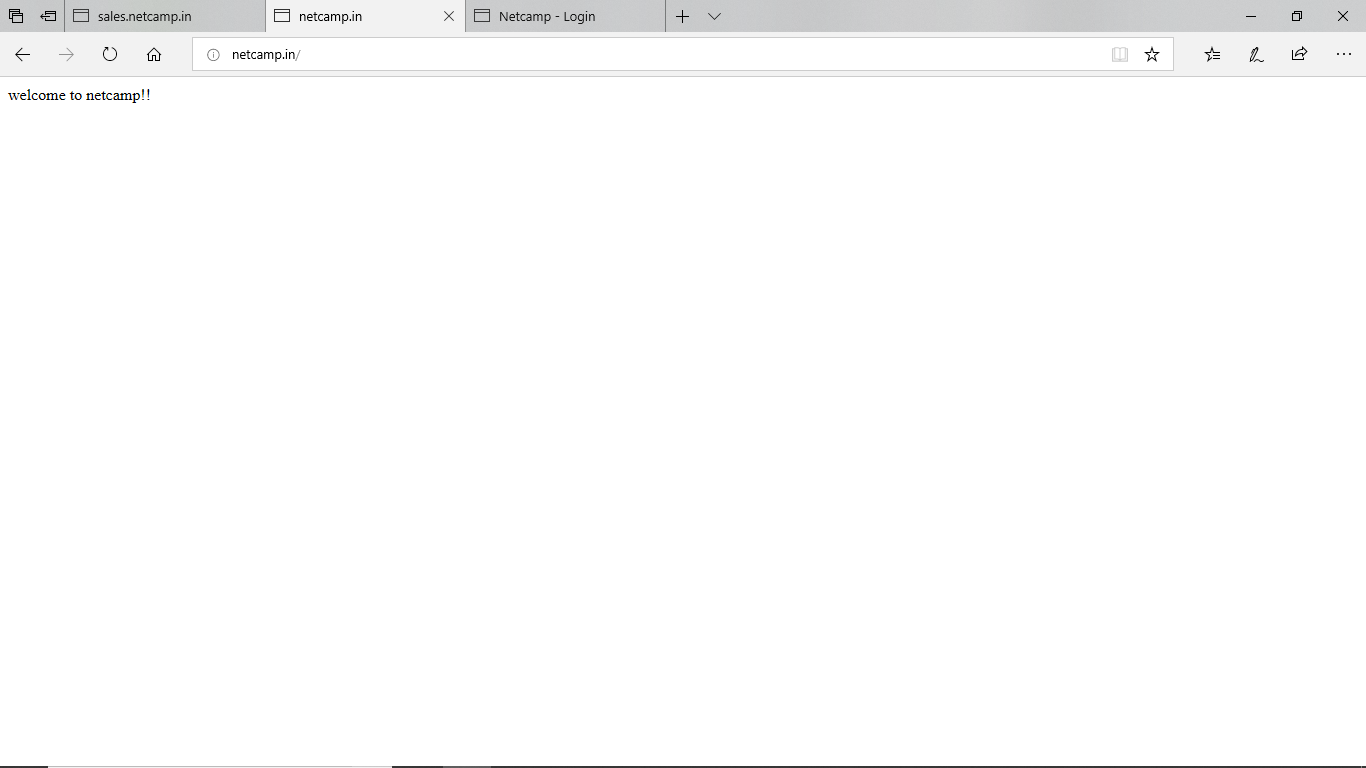 sales.netcamp.in
netcamp.in
Netcamp - Login
netcamp.in/
welcome to netcamp!!